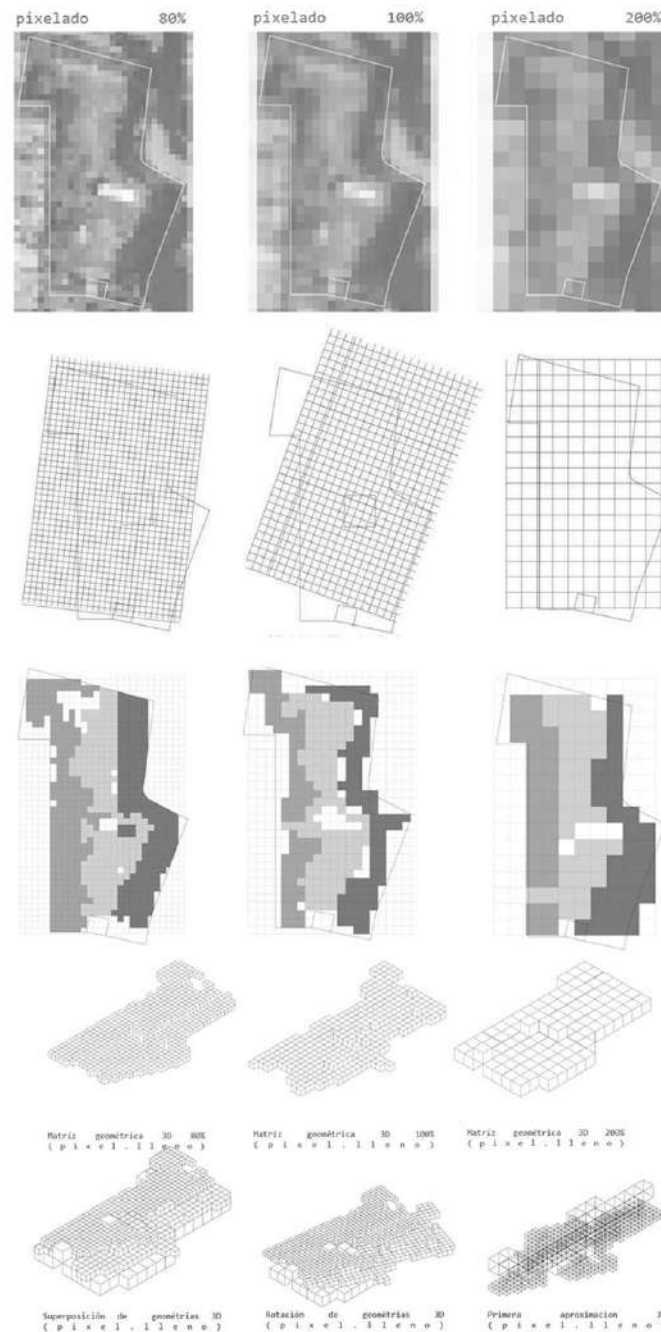 pixelado 80%
pixelado 100%
pixelado 200%
Matriz geométrica 3D 80%
( p i x e l . l l e n o )
Matriz geométrica 3D 100%
( p i x e l . l l e n o )
Matriz geométrica 3D 200%
( p i x e l . l l e n o )
Superposición de geometrías 3D
( p i x e l . l l e n o )
Rotación de geometrías 3D
( p i x e l . l l e n o )
Primera aproximacion 3
( p i x e l . l l e n o